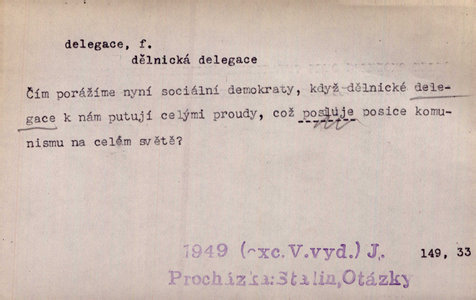 delegace, f.
dělnická delegace
Čím porážíme nyní sociální demokraty, když dělnické dele-
gace k nám putují celými proudy, což posluje posice komu-
nismu na celém světě?
1949 (exc.V.vyd.) J. 149, 33
Procházka:Stalin,Otázky